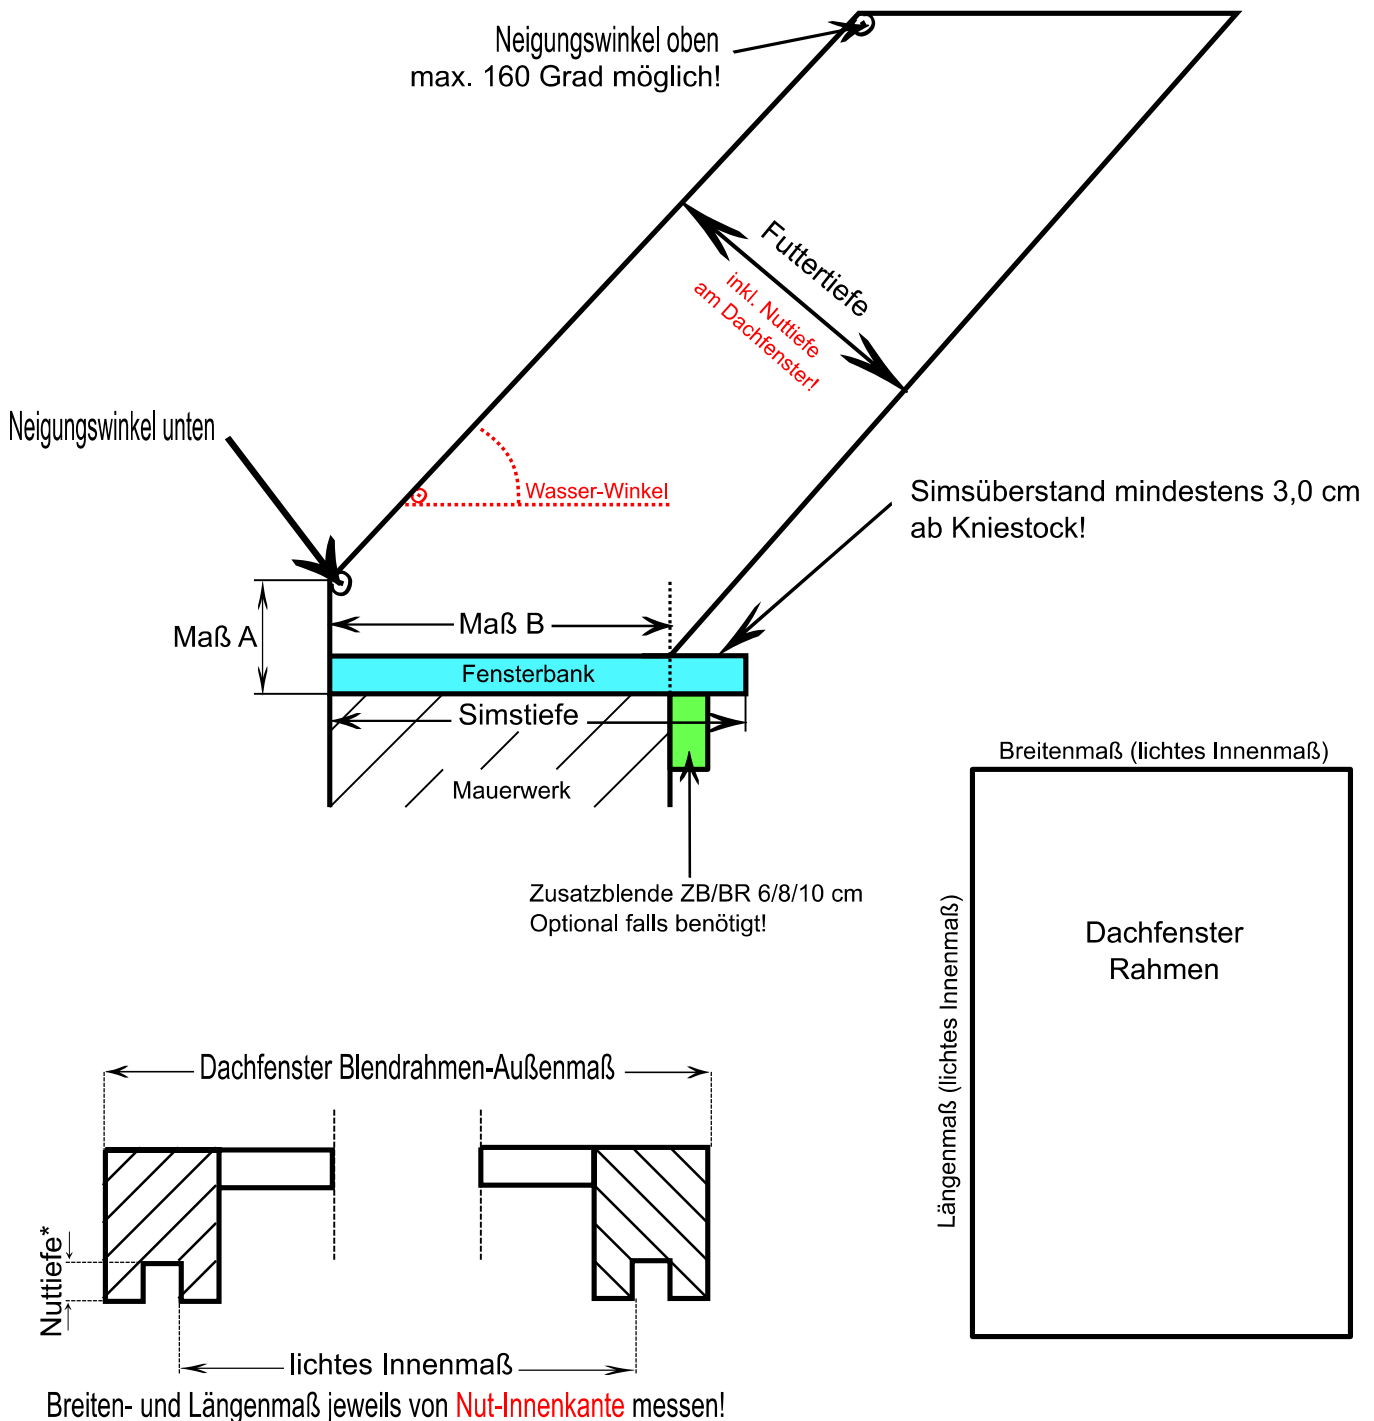 Neigungswinkel oben
max. 160 Grad möglich!
Futtertiefe
inkl. Nuttiefe
am Dachfenster!
Neigungswinkel unten
Wasser-Winkel
Simsüberstand mindestens 3,0 cm
ab Kniestock!
Maß A
Maß B
Fensterbank
Simstiefe
Mauerwerk
Zusatzblende ZB/BR 6/8/10 cm
Optional falls benötigt!
Breitenmaß (lichtes Innenmaß)
Längenmaß (lichtes Innenmaß)
Dachfenster
Rahmen
Dachfenster Blendrahmen-Außenmaß
Nuttiefe*
lichtes Innenmaß
Breiten- und Längenmaß jeweils von Nut-Innenkante messen!